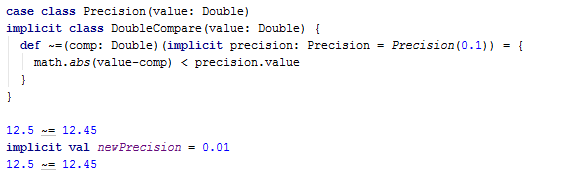 case class Precision(value: Double)
implicit class DoubleCompare(value: Double) {
  def ~=(comp: Double)(implicit precision: Precision = Precision(0.1)) = {
    math.abs(value-comp) < precision.value
  }
}

12.5 ~= 12.45
implicit val newPrecision = 0.01
12.5 ~= 12.45